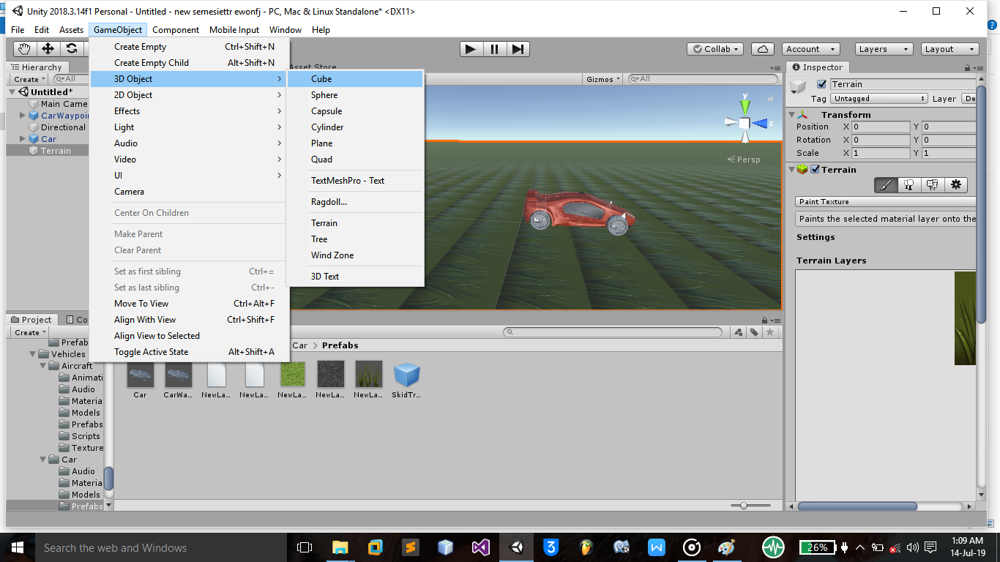 Unity 2018.3.14f1 Personal - Untitled - new semesiettr ewonfj - PC, Mac & Linux Standalone* <DX11>
File Edit Assets GameObject Component Mobile Input Window Help
Collab Account Layers Layout
Hierarchy
Create All
Untitled*
Main Came
CarWaypoi
Directional
Car
Terrain
Create Empty Ctrl+Shift+N
Create Empty Child Alt+Shift+N
3D Object
2D Object
Effects
Light
Audio
Video
UI
Camera
Center On Children
Make Parent
Clear Parent
Set as first sibling Ctrl+=
Set as last sibling Ctrl+-
Move To View Ctrl+Alt+F
Align With View Ctrl+Shift+F
Align View to Selected
Toggle Active State Alt+Shift+A
Cube
Sphere
Capsule
Cylinder
Plane
Quad
TextMeshPro - Text
Ragdoll...
Terrain
Tree
Wind Zone
3D Text
Asset Store
Gizmos All
y
z
Persp
Inspector
Terrain
Tag Untagged Layer De
Transform
Position X 0 Y 0
Rotation X 0 Y 0
Scale X 1 Y 1
Terrain
Paint Texture
Paints the selected material layer onto the
Settings
Terrain Layers
Project Co
Create
Prefab
Vehicles
Aircraft
Animati
Audio
Materia
Models
Prefabs
Scripts
Texture
Car
Audio
Materia
Models
Prefabs
Car > Prefabs
Car CarWa... NewLa... NewLa... NewLa... NewLa... NewLa... SkidTr...
Search the web and Windows
26%
1:09 AM
14-Jul-19